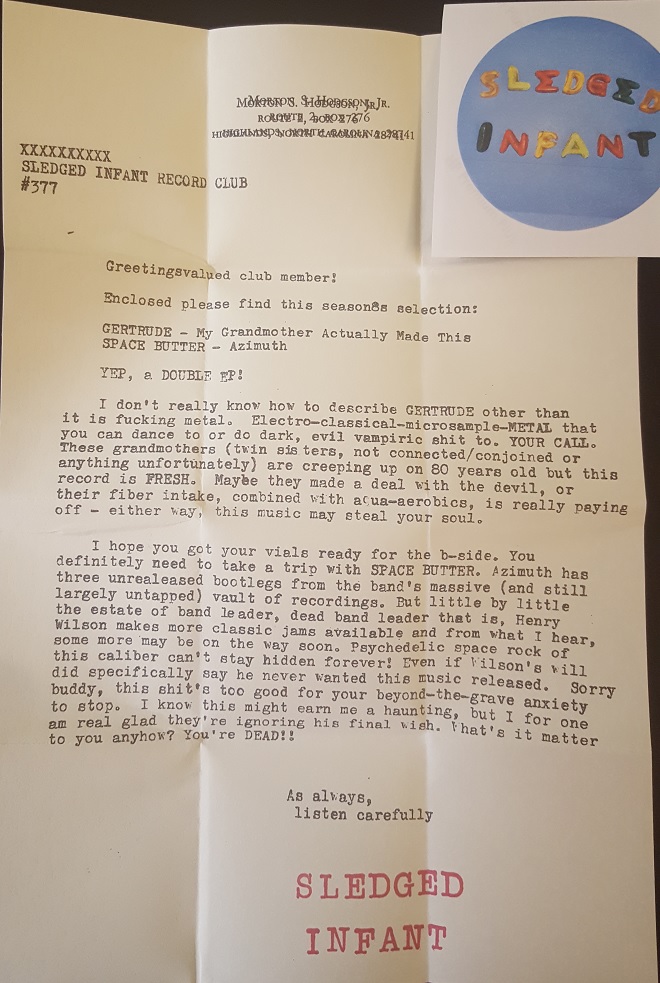 MORTON S. HODGSON, JR.
ROUTE 2, BOX 276
HIGHLANDS, NORTH CAROLINA 28741
SLEDGED
INFANT
XXXXXXXXXX
SLEDGED INFANT RECORD CLUB
#377
Greetingsvalued club member!
Enclosed please find this season8s selection:
GERTRUDE - My Grandmother Actually Made This
SPACE BUTTER - Azimuth
YEP, a DOUBLE EP!
I don't really know how to describe GERTRUDE other than
it is fucking metal. Electro-classical-microsample-METAL that
you can dance to or do dark, evil vampiric shit to. YOUR CALL.
These grandmothers (twin sisters, not connected/conjoined or
anything unfortunately) are creeping up on 80 years old but this
record is FRESH. Maybe they made a deal with the devil, or
their fiber intake, combined with aqua-aerobics, is really paying
off - either way, this music may steal your soul.
I hope you got your vials ready for the b-side. You
definitely need to take a trip with SPACE BUTTER. Azimuth has
three unrealeased bootlegs from the band's massive (and still
largely untapped) vault of recordings. But little by little
the estate of band leader, dead band leader that is, Henry
Wilson makes more classic jams available and from what I hear,
some more may be on the way soon. Psychedelic space rock of
this caliber can't stay hidden forever! Even if Wilson's will
did specifically say he never wanted this music released. Sorry
buddy, this shit's too good for your beyond-the-grave anxiety
to stop. I know this might earn me a haunting, but I for one
am real glad they're ignoring his final wish. What's it matter
to you anyhow? You're DEAD!!
As always,
listen carefully
SLEDGED
INFANT